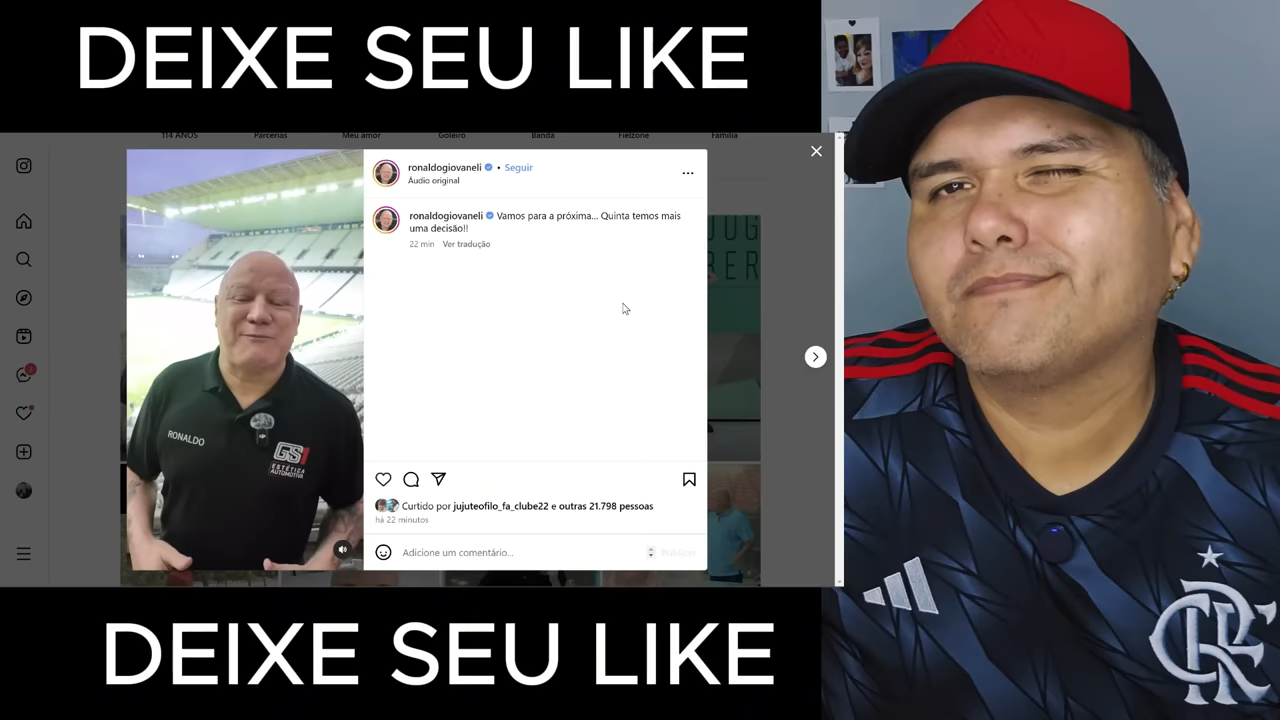 DEIXE SEU LIKE
114 ANOS
Parcerias
Meu amor
Goleiro
Banda
Fielzone
Família
ronaldogiovaneli • Seguir
Áudio original
ronaldogiovaneli Vamos para a próxima... Quinta temos mais
uma decisão!!
22 min Ver tradução
RONALDO
GSI
ESTÉTICA
AUTOMOTIVA
Curtido por jujuteofilo_fa_clube22 e outras 21.798 pessoas
há 22 minutos
Adicione um comentário...
Publicar
DEIXE SEU LIKE